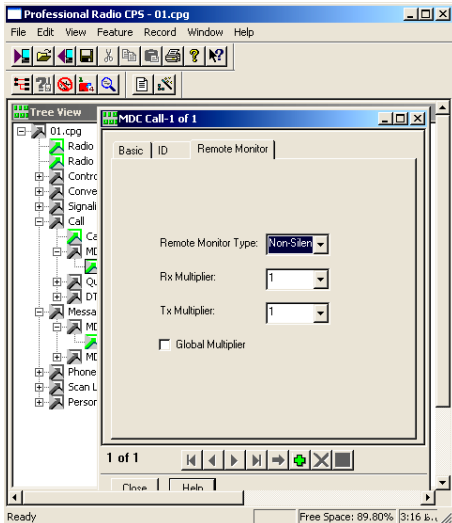 Professional Radio CPS - 01.cpg
File Edit View Feature Record Window Help
Tree View
01.cpg
Radio
Radio
Contro
Conve
Signali
Call
Ca
MD
Qu
DT
Messa
MD
MD
Phone
Scan L
Person
MDC Call-1 of 1
Basic ID Remote Monitor
Remote Monitor Type: Non-Silen
Rx Multiplier: 1
Tx Multiplier: 1
Global Multiplier
1 of 1
Close Help
Ready Free Space: 89.80% 3:16